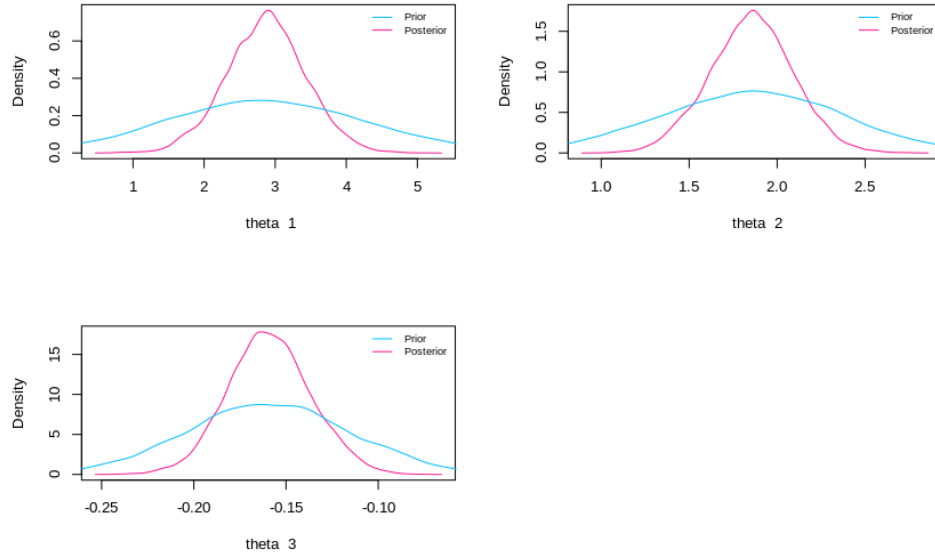 Prior
Posterior
Density
0.0 0.2 0.4 0.6
1 2 3 4 5
theta 1
Prior
Posterior
Density
0.0 0.5 1.0 1.5
1.0 1.5 2.0 2.5
theta 2
Prior
Posterior
Density
0 5 10 15
-0.25 -0.20 -0.15 -0.10
theta 3